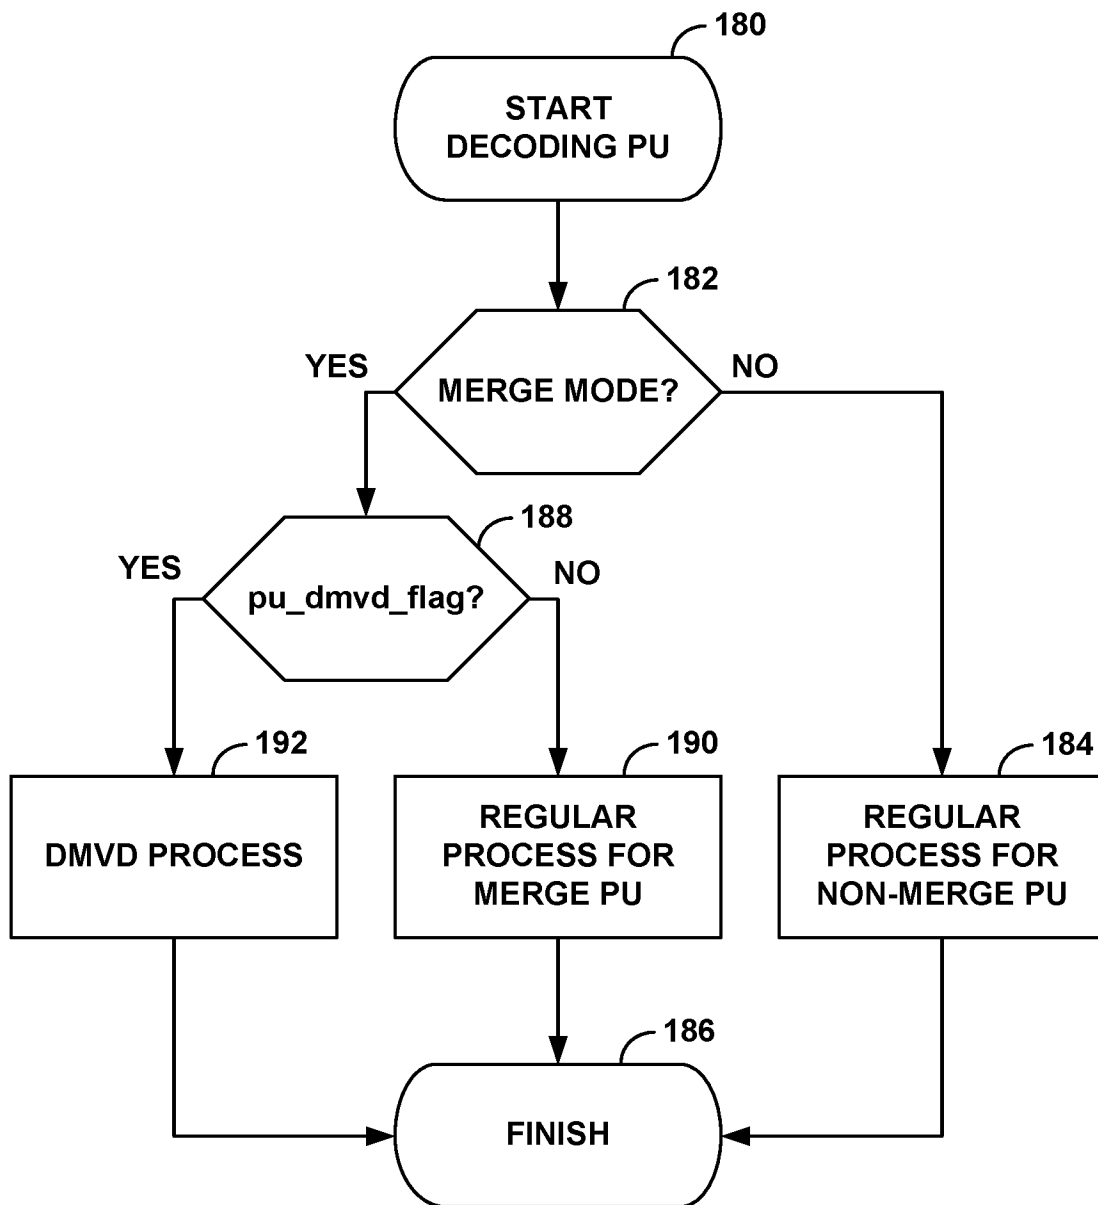 180
START
DECODING PU
182
YES
MERGE MODE?
NO
188
YES
pu_dmvd_flag?
NO
192
DMVD PROCESS
190
REGULAR
PROCESS FOR
MERGE PU
184
REGULAR
PROCESS FOR
NON-MERGE PU
186
FINISH